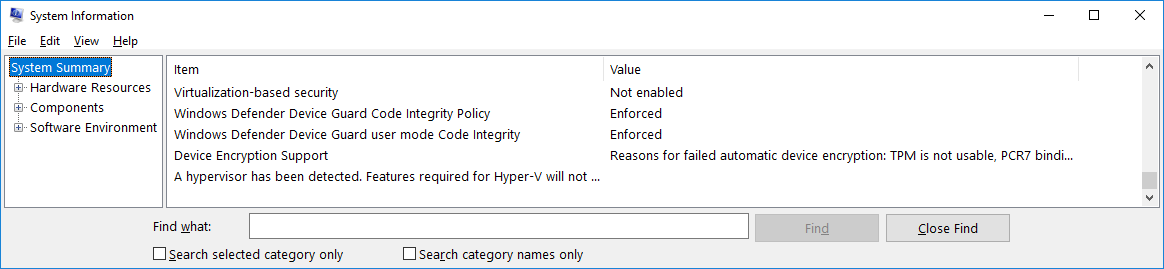 System Information
File Edit View Help
System Summary
Hardware Resources
Components
Software Environment
Item Value
Virtualization-based security Not enabled
Windows Defender Device Guard Code Integrity Policy Enforced
Windows Defender Device Guard user mode Code Integrity Enforced
Device Encryption Support Reasons for failed automatic device encryption: TPM is not usable, PCR7 bindi...
A hypervisor has been detected. Features required for Hyper-V will not ...
Find what: Find Close Find
Search selected category only Search category names only